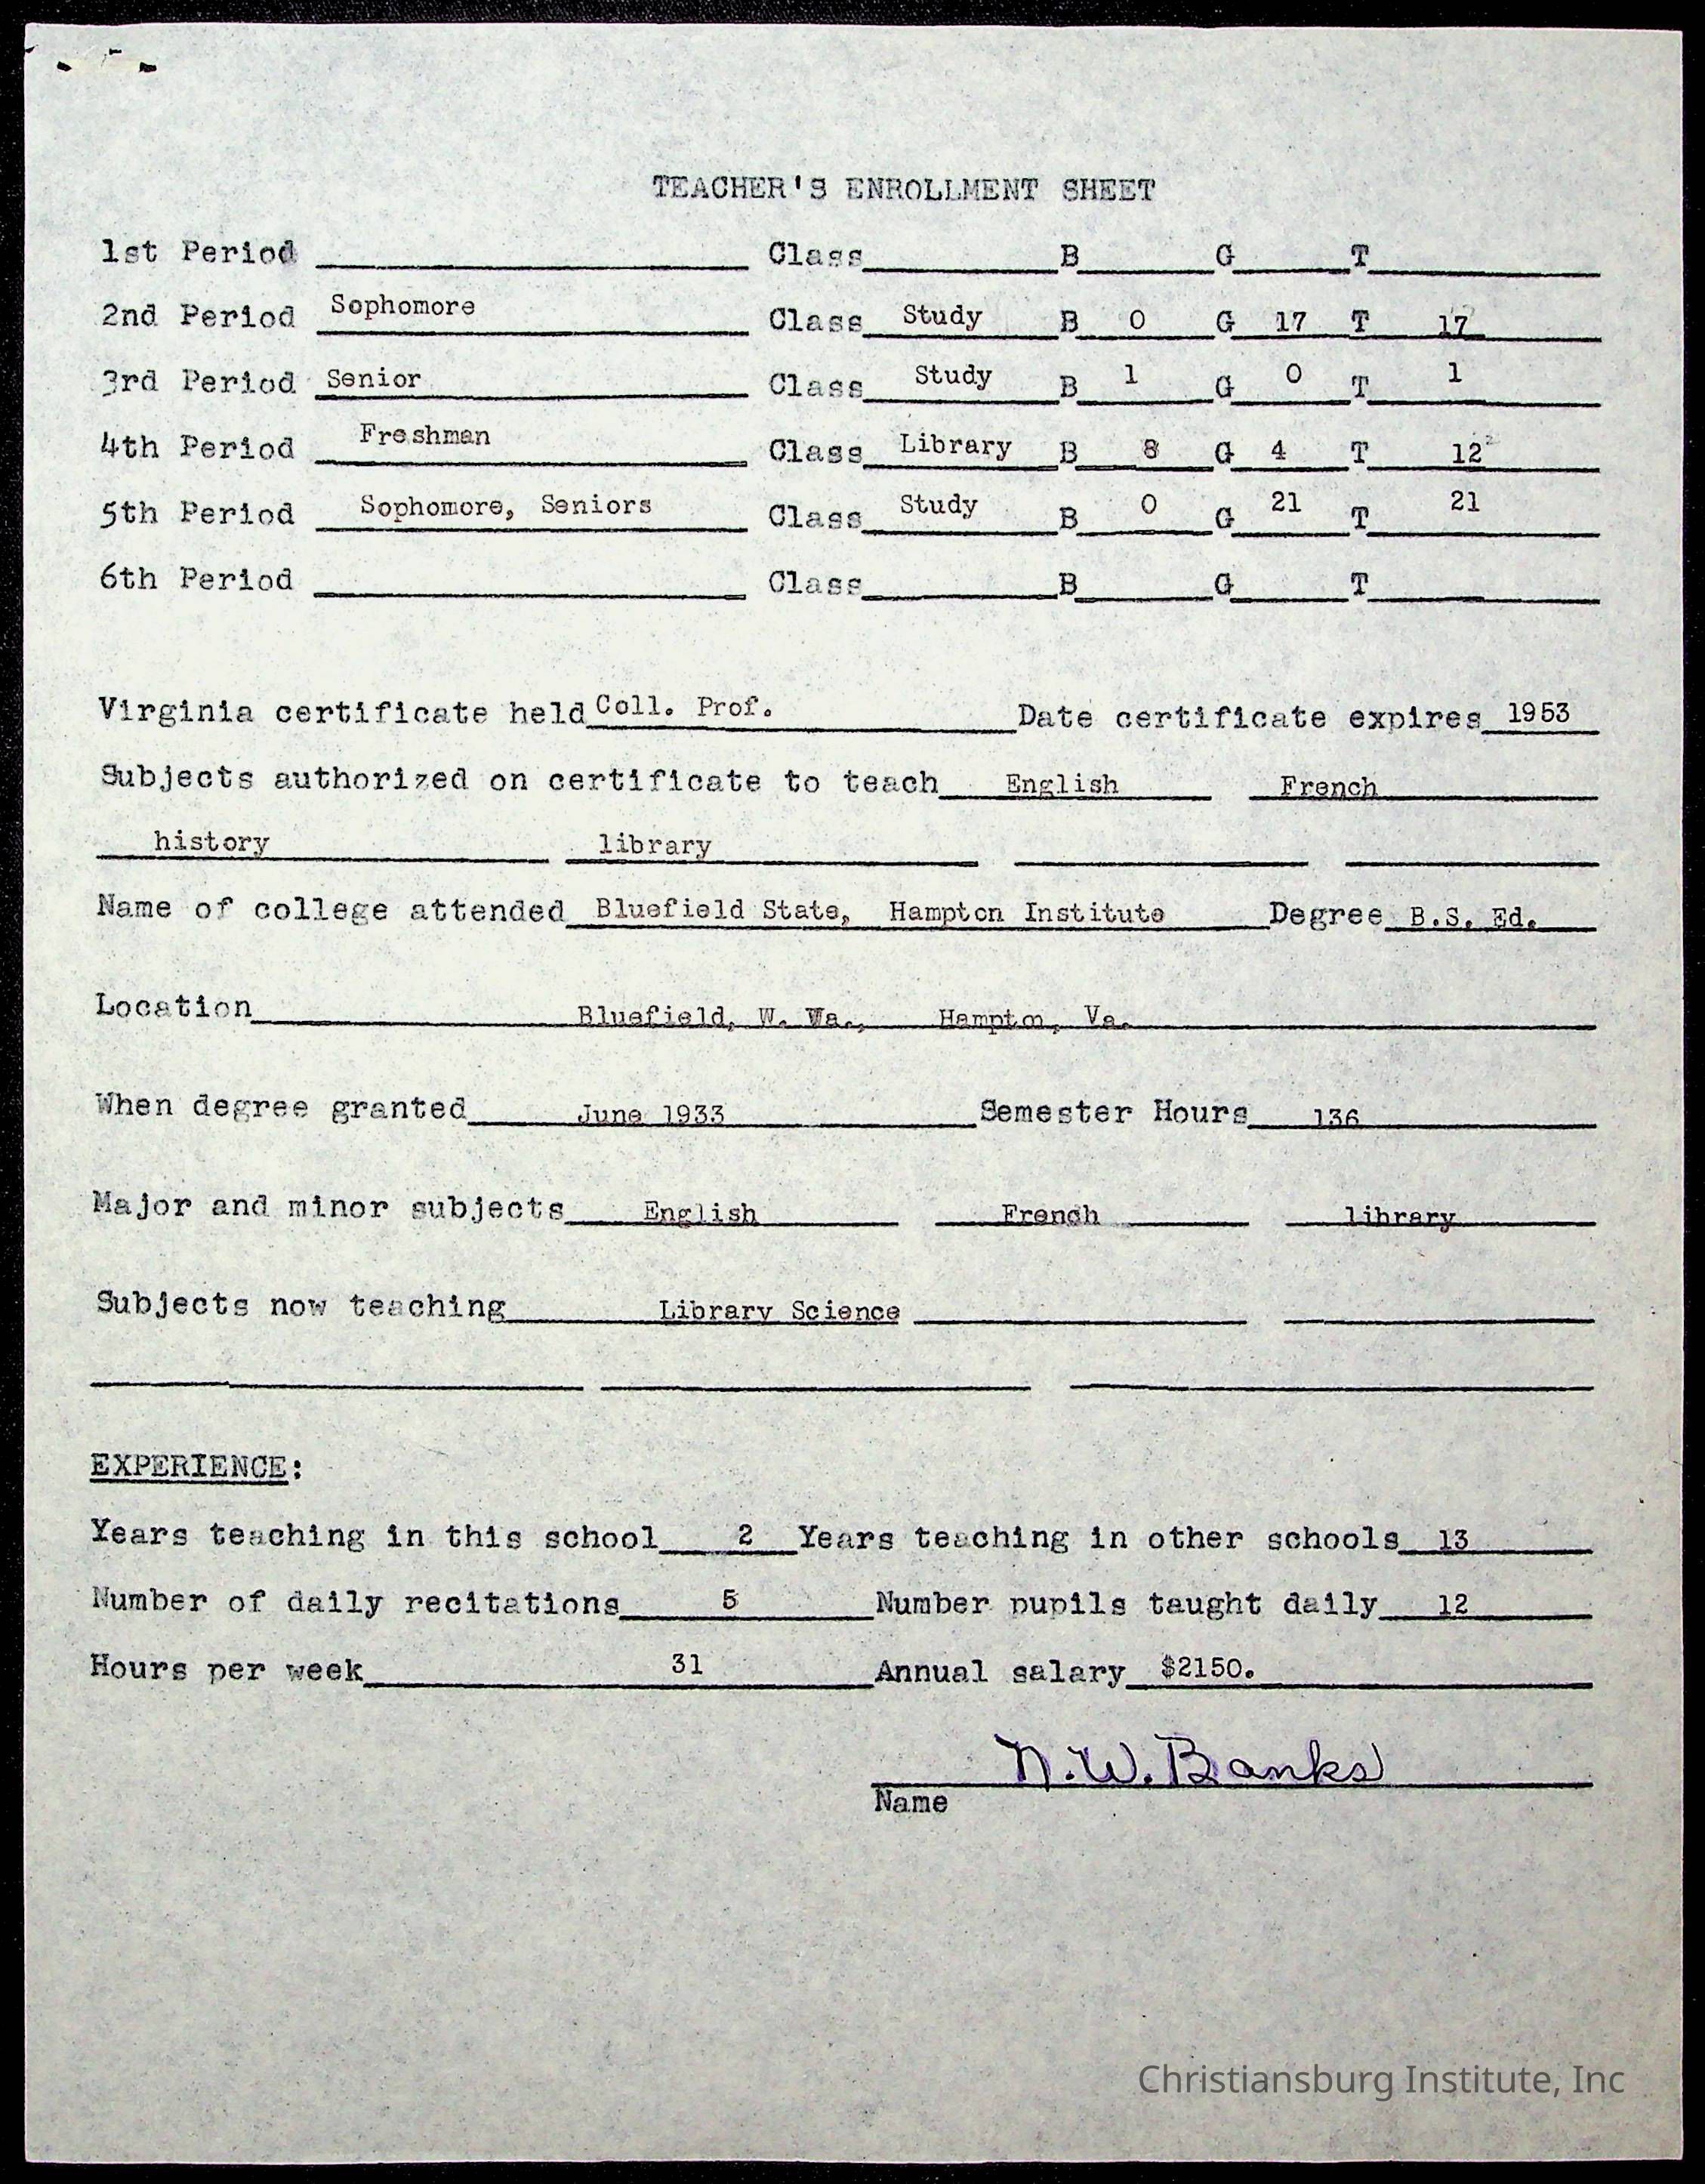 TEACHER'S ENROLLMENT SHEET
1st Period Class B G T
2nd Period Sophomore Class Study B 0 G 17 T 17
3rd Period Senior Class Study B 1 G 0 T 1
4th Period Freshman Class Library B 8 G 4 T 12
5th Period Sophomore, Seniors Class Study B 0 G 21 T 21
6th Period Class B G T
Virginia certificate held Coll. Prof. Date certificate expires 1953
Subjects authorized on certificate to teach English French
history library
Name of college attended Bluefield State, Hampton Institute Degree B.S. Ed.
Location Bluefield, W. Va., Hampton, Va.
When degree granted June 1933 Semester Hours 136
Major and minor subjects English French library
Subjects now teaching Library Science
EXPERIENCE:
Years teaching in this school 2 Years teaching in other schools 13
Number of daily recitations 5 Number pupils taught daily 12
Hours per week 31 Annual salary $2150.
N.W. Banks
Name
Christiansburg Institute, Inc